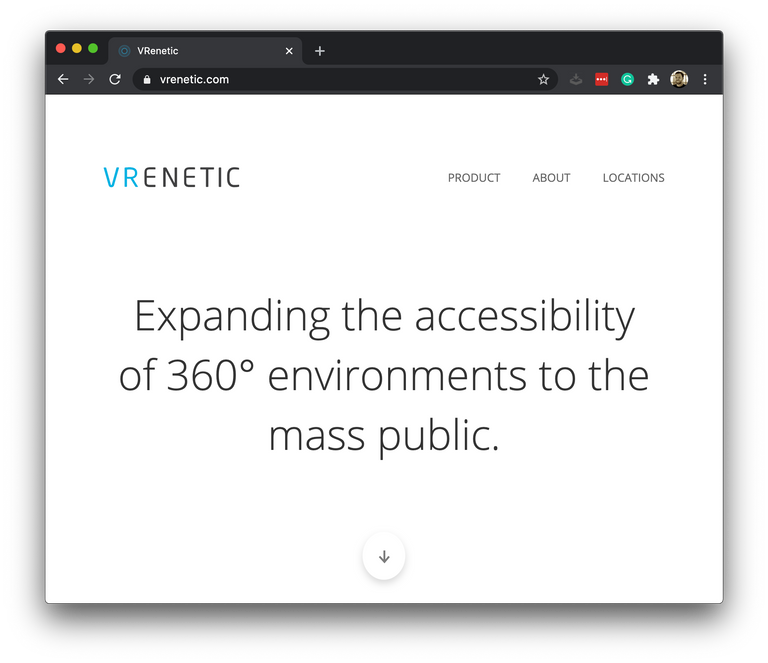 VRenetic
vrenetic.com
VRENETIC
PRODUCT ABOUT LOCATIONS
Expanding the accessibility
of 360° environments to the
mass public.